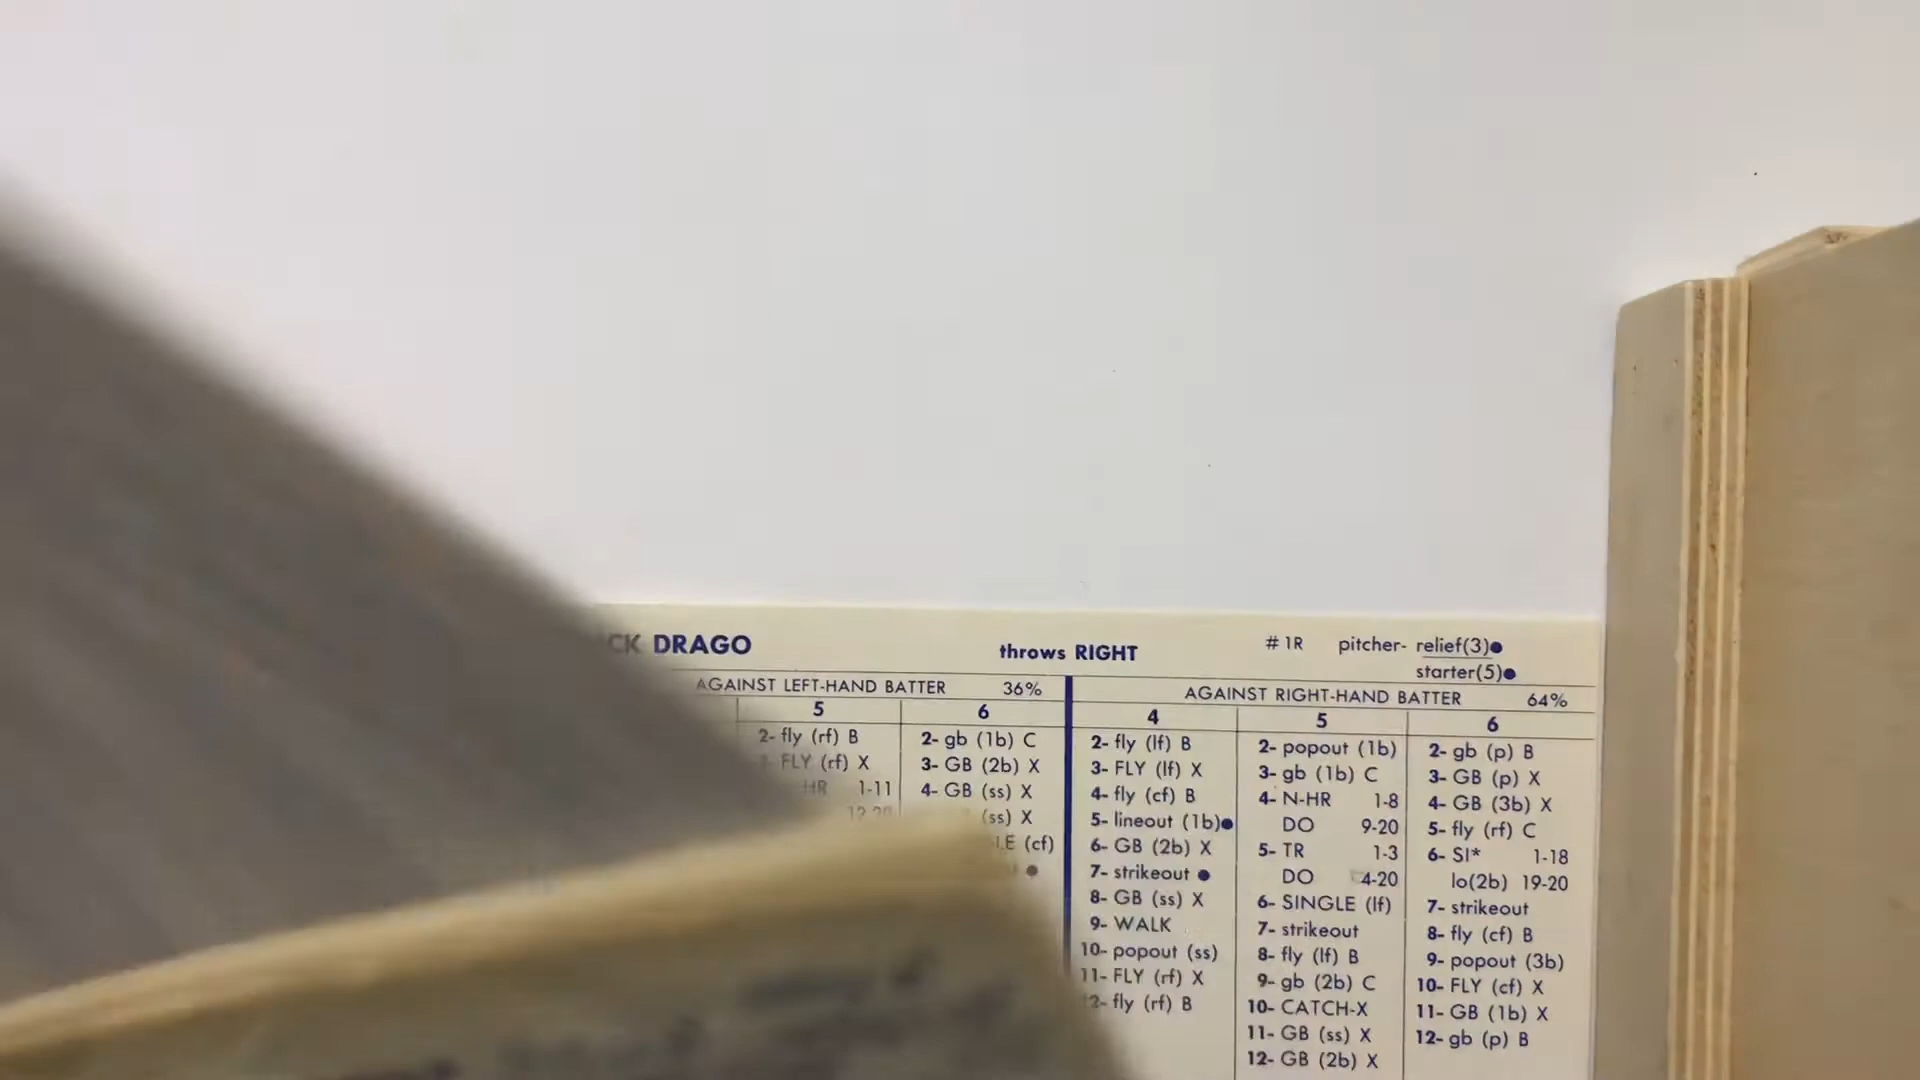 CK DRAGO throws RIGHT #1R pitcher- relief(3)●
starter(5)●
AGAINST LEFT-HAND BATTER 36%
5 6
2- fly (rf) B 2- gb (1b) C
FLY (rf) X 3- GB (2b) X
HR 1-11 4- GB (ss) X
(ss) X
LE (cf)
AGAINST RIGHT-HAND BATTER 64%
4
2- fly (lf) B
3- FLY (lf) X
4- fly (cf) B
5- lineout (1b)●
6- GB (2b) X
7- strikeout ●
8- GB (ss) X
9- WALK
10- popout (ss)
11- FLY (rf) X
2- fly (rf) B
5
2- popout (1b)
3- gb (1b) C
4- N-HR 1-8
DO 9-20
5- TR 1-3
DO 4-20
6- SINGLE (lf)
7- strikeout
8- fly (lf) B
9- gb (2b) C
10- CATCH-X
11- GB (ss) X
12- GB (2b) X
6
2- gb (p) B
3- GB (p) X
4- GB (3b) X
5- fly (rf) C
6- SI* 1-18
lo(2b) 19-20
7- strikeout
8- fly (cf) B
9- popout (3b)
10- FLY (cf) X
11- GB (1b) X
12- gb (p) B